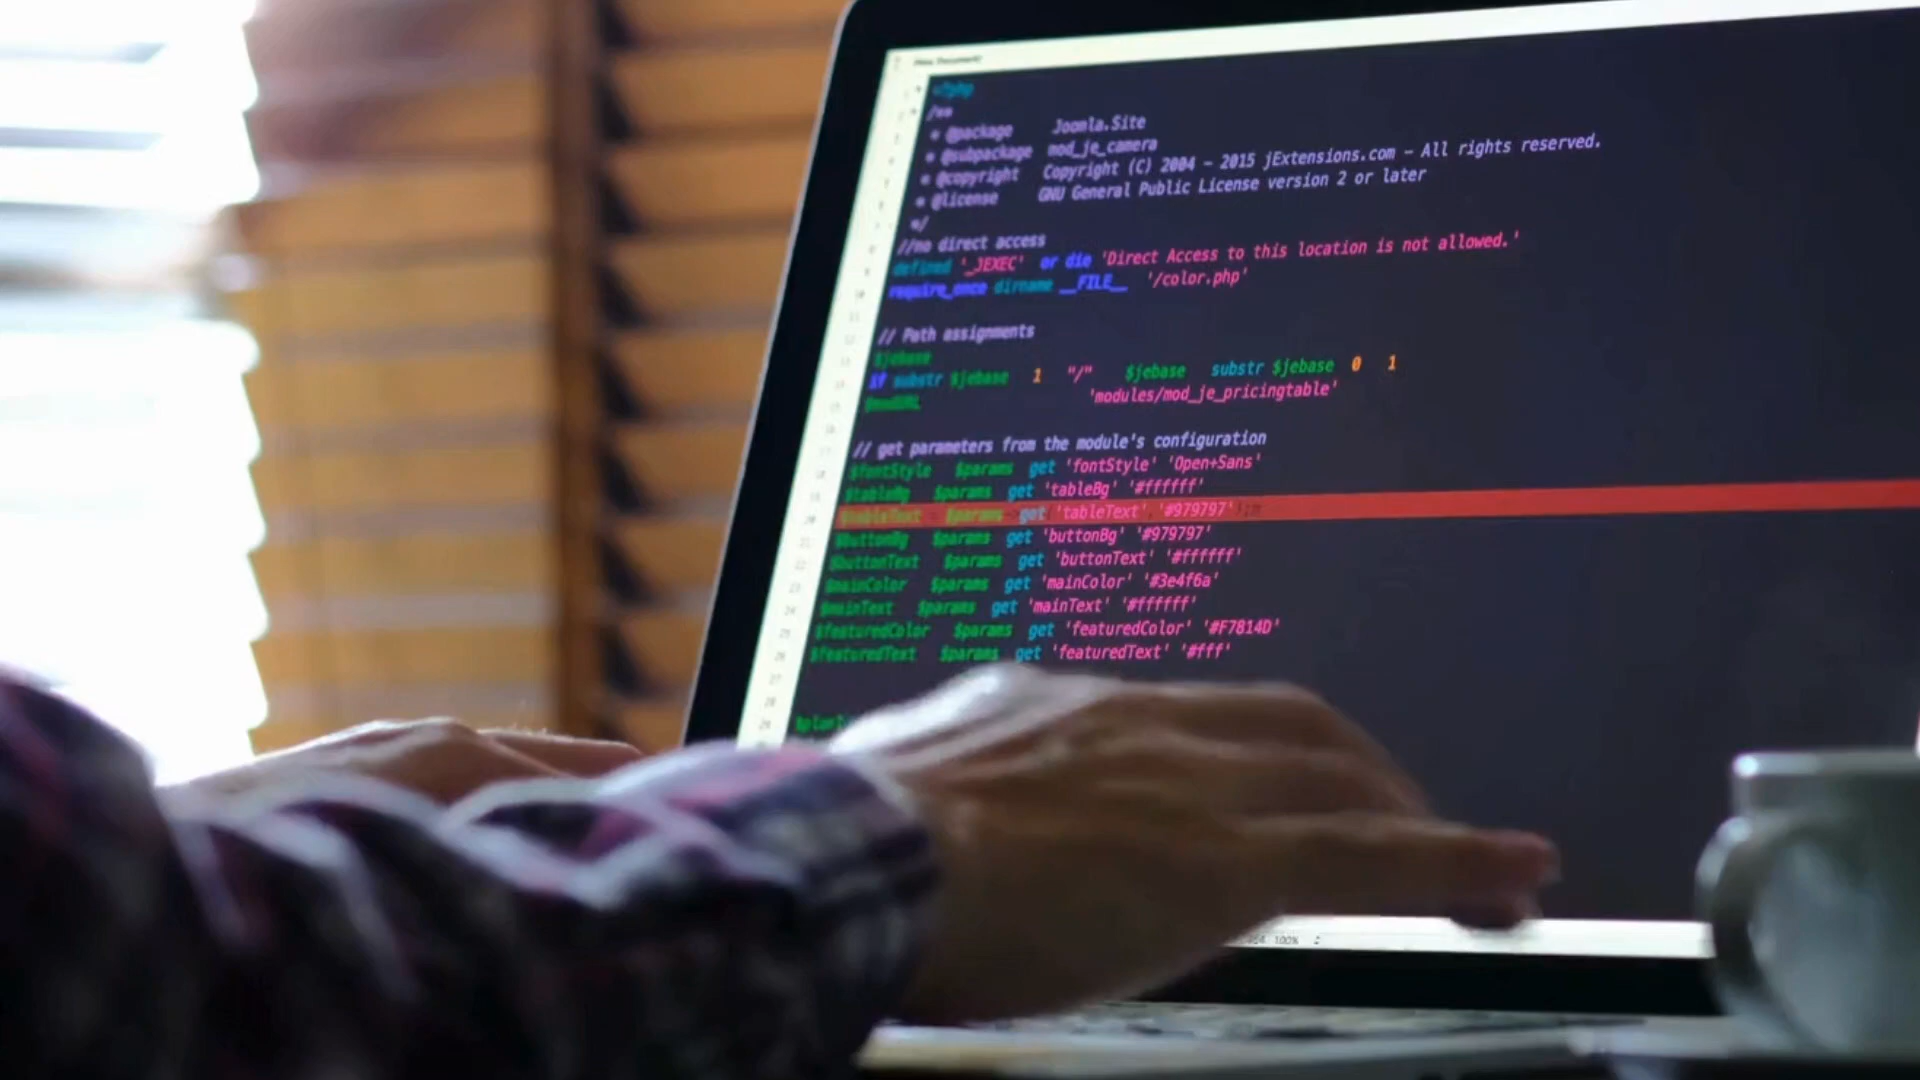 <?php
/**
* @package Joomla.Site
* @subpackage mod_je_camera
* @copyright Copyright (C) 2004 - 2015 jExtensions.com - All rights reserved.
* @license GNU General Public License version 2 or later
*/
//no direct access
defined '_JEXEC' or die 'Direct Access to this location is not allowed.'
require_once dirname __FILE__ '/color.php'
// Path assignments
$jebase
if substr $jebase 1 "/" $jebase substr $jebase 0 1
'modules/mod_je_pricingtable'
// get parameters from the module's configuration
$fontStyle $params get 'fontStyle' 'Open+Sans'
$tableBg $params get 'tableBg' '#ffffff'
$tableText $params get 'tableText' '#979797'
$buttonBg $params get 'buttonBg' '#979797'
$buttonText $params get 'buttonText' '#ffffff'
$mainColor $params get 'mainColor' '#3e4f6a'
$mainText $params get 'mainText' '#ffffff'
$featuredColor $params get 'featuredColor' '#F7814D'
$featuredText $params get 'featuredText' '#fff'
100%